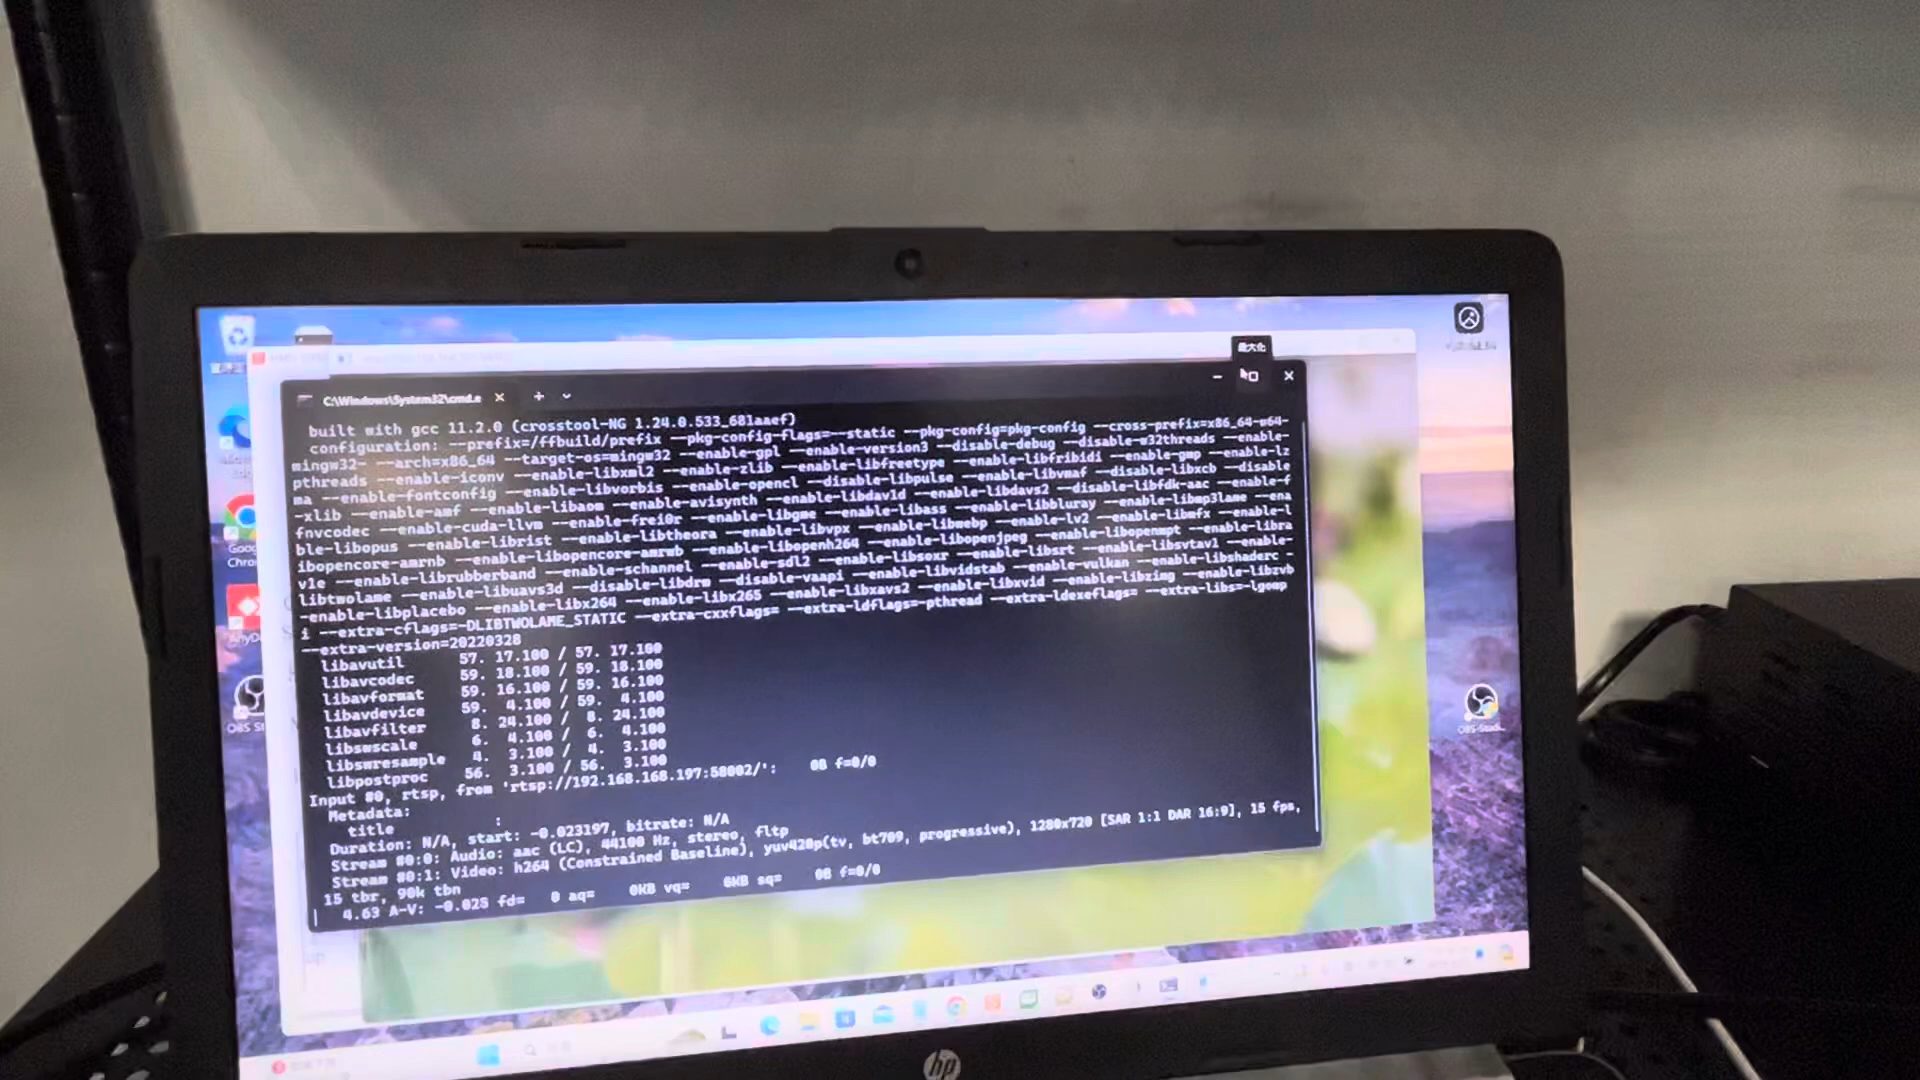 最大化
C:\Windows\System32\cmd.e
built with gcc 11.2.0 (crosstool-NG 1.24.0.533_681aaef)
configuration: --prefix=/ffbuild/prefix --pkg-config-flags=--static --pkg-config=pkg-config --cross-prefix=x86_64-w64-
mingw32- --arch=x86_64 --target-os=mingw32 --enable-gpl --enable-version3 --disable-debug --disable-w32threads --enable-
pthreads --enable-iconv --enable-libxml2 --enable-zlib --enable-libfreetype --enable-libfribidi --enable-gmp --enable-lz
ma --enable-fontconfig --enable-libvorbis --enable-opencl --disable-libpulse --enable-libvmaf --disable-libxcb --disable
-xlib --enable-amf --enable-libaom --enable-avisynth --enable-libdav1d --enable-libdavs2 --disable-libfdk-aac --enable-f
fnvcodec --enable-cuda-llvm --enable-frei0r --enable-libgme --enable-libass --enable-libbluray --enable-libmp3lame --ena
ble-libopus --enable-librist --enable-libtheora --enable-libvpx --enable-libwebp --enable-lv2 --enable-libmfx --enable-l
ibopencore-amrnb --enable-libopencore-amrwb --enable-libopenh264 --enable-libopenjpeg --enable-libopenmpt --enable-libra
v1e --enable-librubberband --enable-schannel --enable-sdl2 --enable-libsoxr --enable-libsrt --enable-libsvtav1 --enable-
libtwolame --enable-libuavs3d --disable-libdrm --disable-vaapi --enable-libvidstab --enable-vulkan --enable-libshaderc -
-enable-libplacebo --enable-libx264 --enable-libx265 --enable-libxavs2 --enable-libxvid --enable-libzimg --enable-libzvb
i --extra-cflags=-DLIBTWOLAME_STATIC --extra-cxxflags= --extra-ldflags=-pthread --extra-ldexeflags= --extra-libs=-lgomp
--extra-version=20220328
libavutil 57. 17.100 / 57. 17.100
libavcodec 59. 18.100 / 59. 18.100
libavformat 59. 16.100 / 59. 16.100
libavdevice 59. 4.100 / 59. 4.100
libavfilter 8. 24.100 / 8. 24.100
libswscale 6. 4.100 / 6. 4.100
libswresample 4. 3.100 / 4. 3.100
libpostproc 56. 3.100 / 56. 3.100
Input #0, rtsp, from 'rtsp://192.168.168.197:58002/': 0B f=0/0
Metadata:
title :
Duration: N/A, start: -0.023197, bitrate: N/A
Stream #0:0: Audio: aac (LC), 44100 Hz, stereo, fltp
Stream #0:1: Video: h264 (Constrained Baseline), yuv420p(tv, bt709, progressive), 1280x720 [SAR 1:1 DAR 16:9], 15 fps,
15 tbr, 90k tbn
4.63 A-V: -0.025 fd= 0 aq= 0KB vq= 0KB sq= 0B f=0/0
Goog
Chrom
AnyD
OBS St
OBS-Studi..
hp